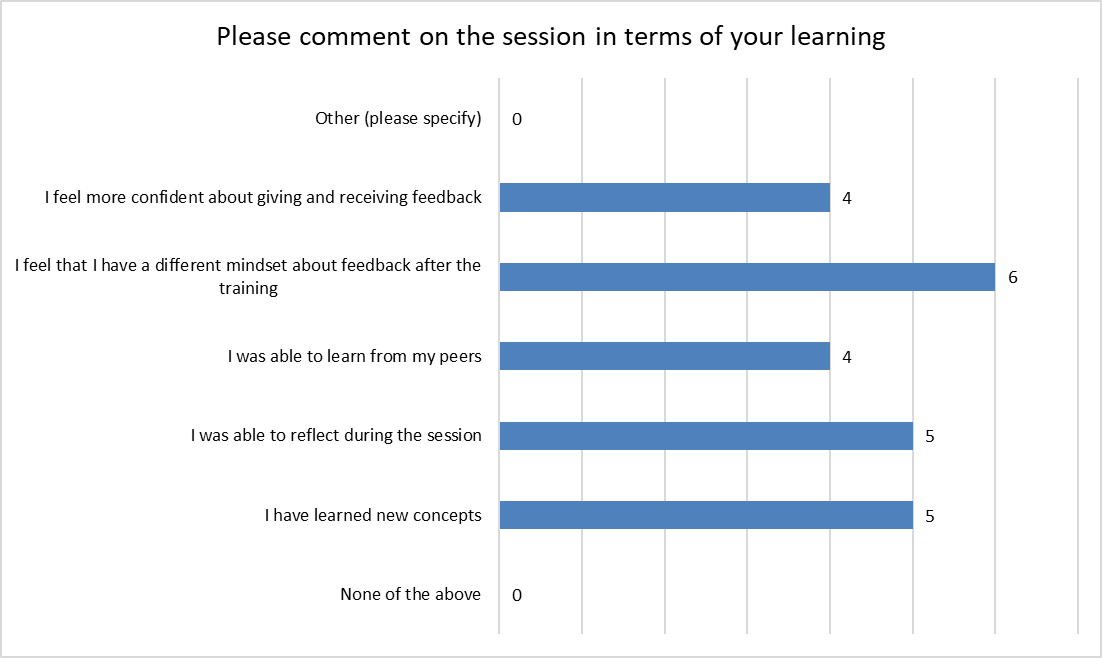 Please comment on the session in terms of your learning
Other (please specify)
0
I feel more confident about giving and receiving feedback
4
I feel that I have a different mindset about feedback after the
training
6
I was able to learn from my peers
4
I was able to reflect during the session
5
I have learned new concepts
5
None of the above
0